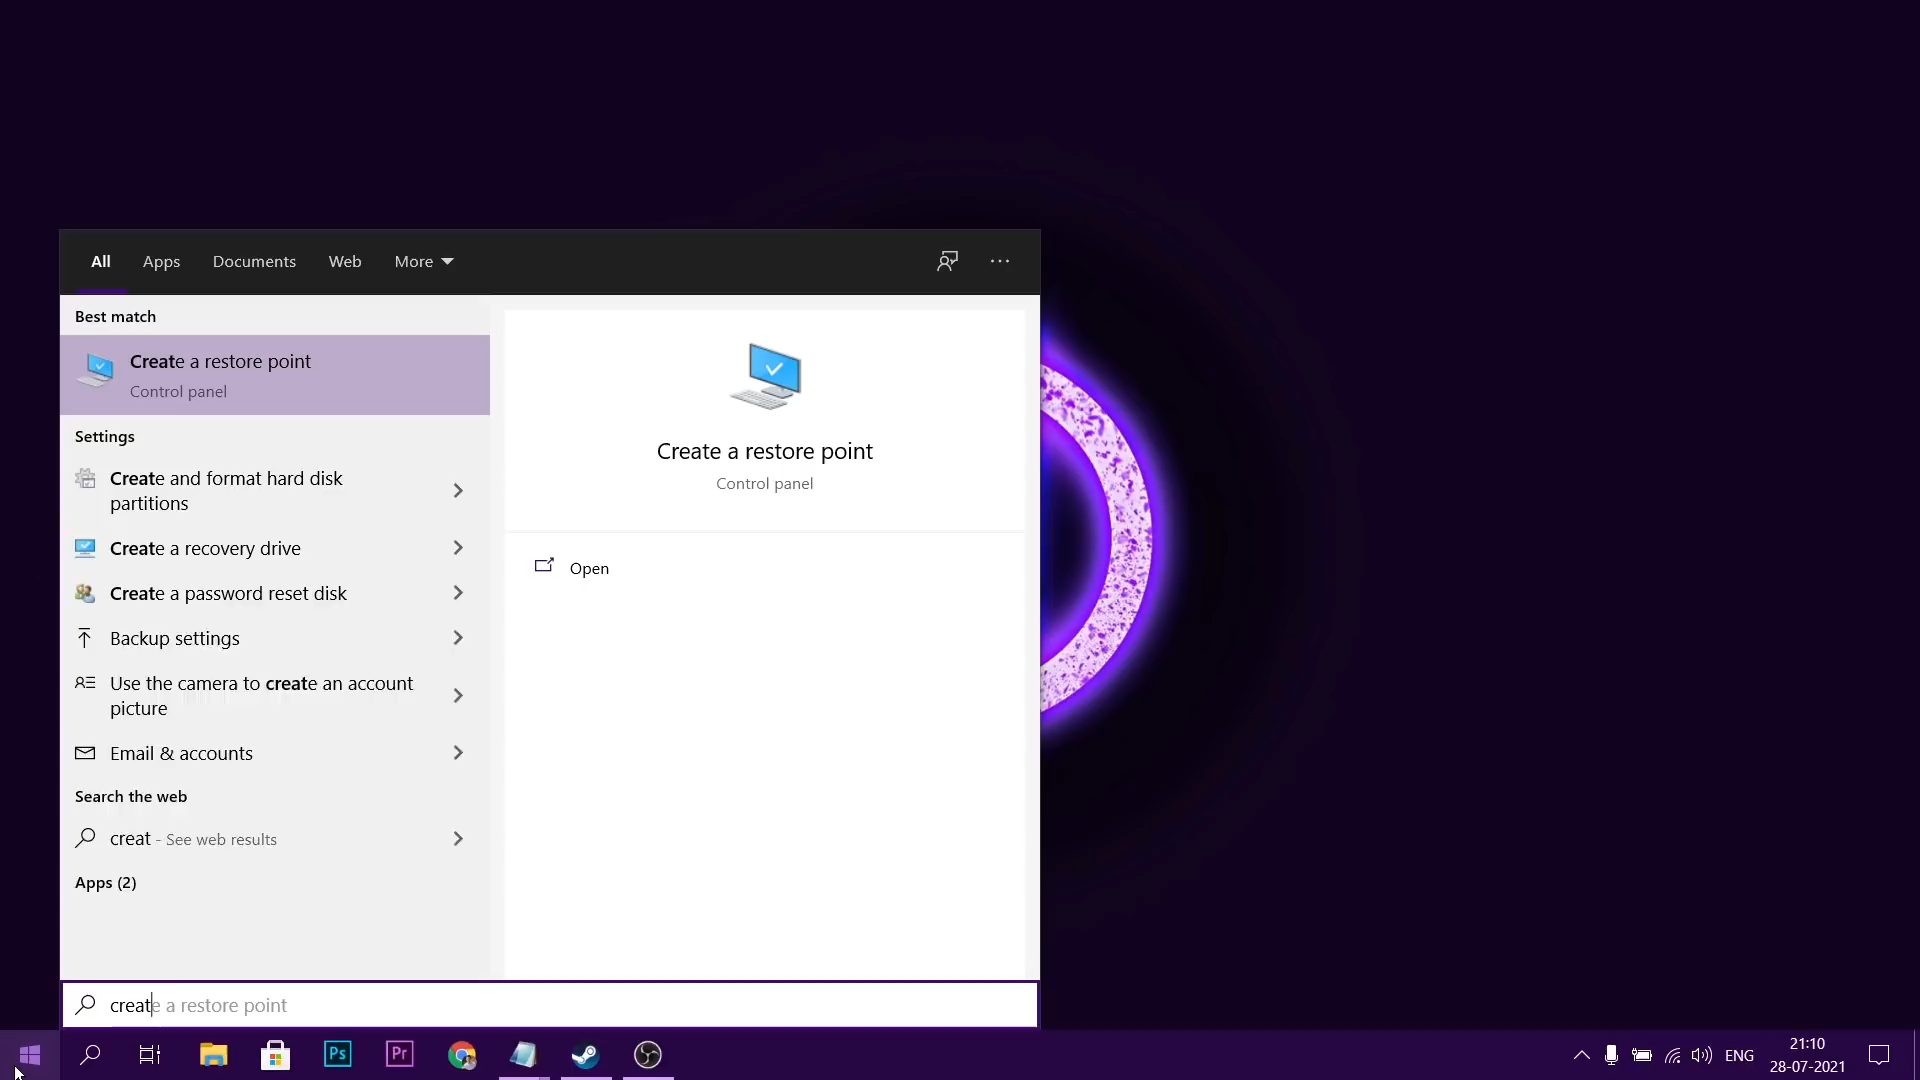 All Apps Documents Web More
Best match
Create a restore point
Control panel
Settings
Create and format hard disk
partitions
Create a recovery drive
Create a password reset disk
Backup settings
Use the camera to create an account
picture
Email & accounts
Search the web
creat - See web results
Apps (2)
Create a restore point
Control panel
Open
create a restore point
Ps Pr
ENG
21:10
28-07-2021